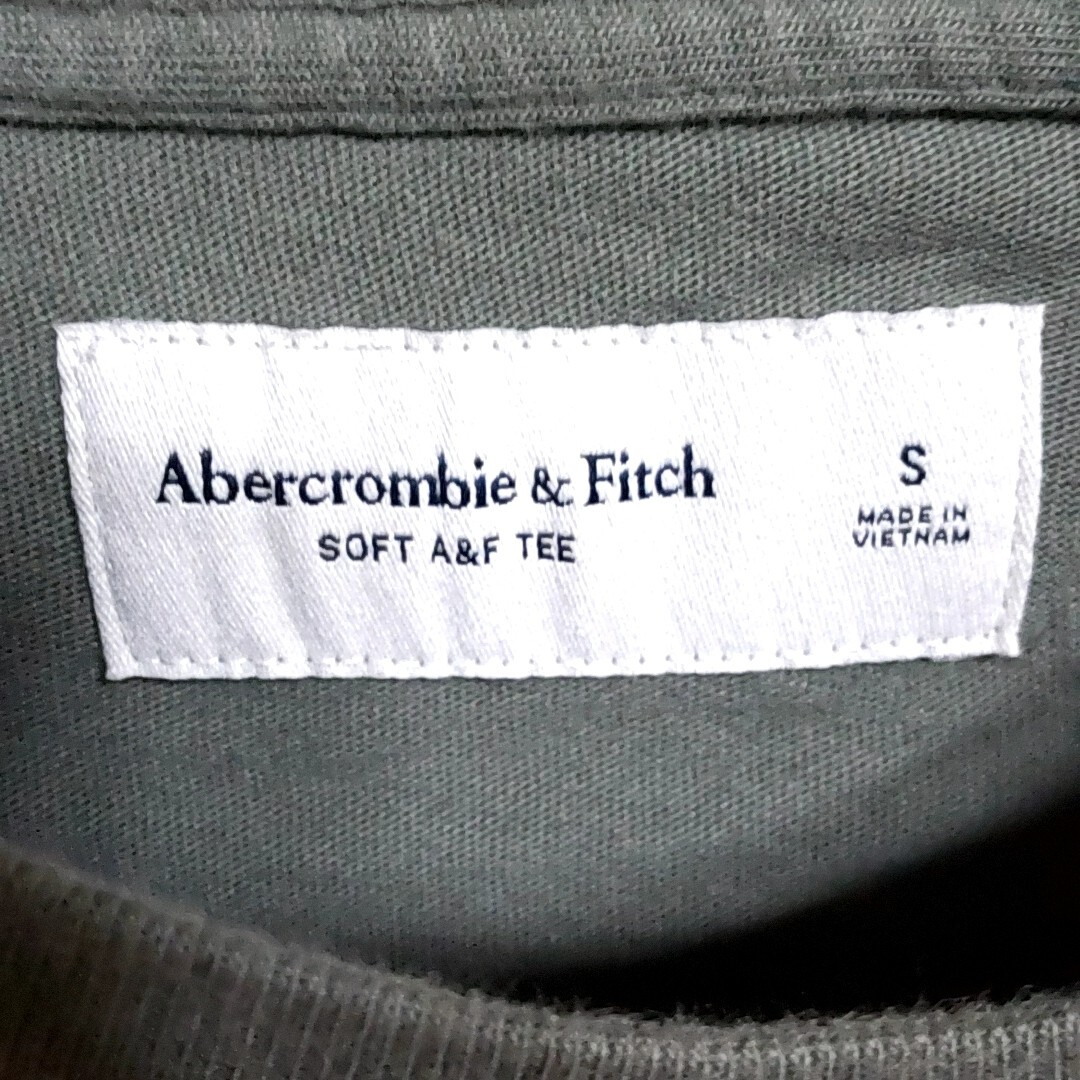 Abercrombie & Fitch
SOFT A&F TEE
S
MADE IN
VIETNAM